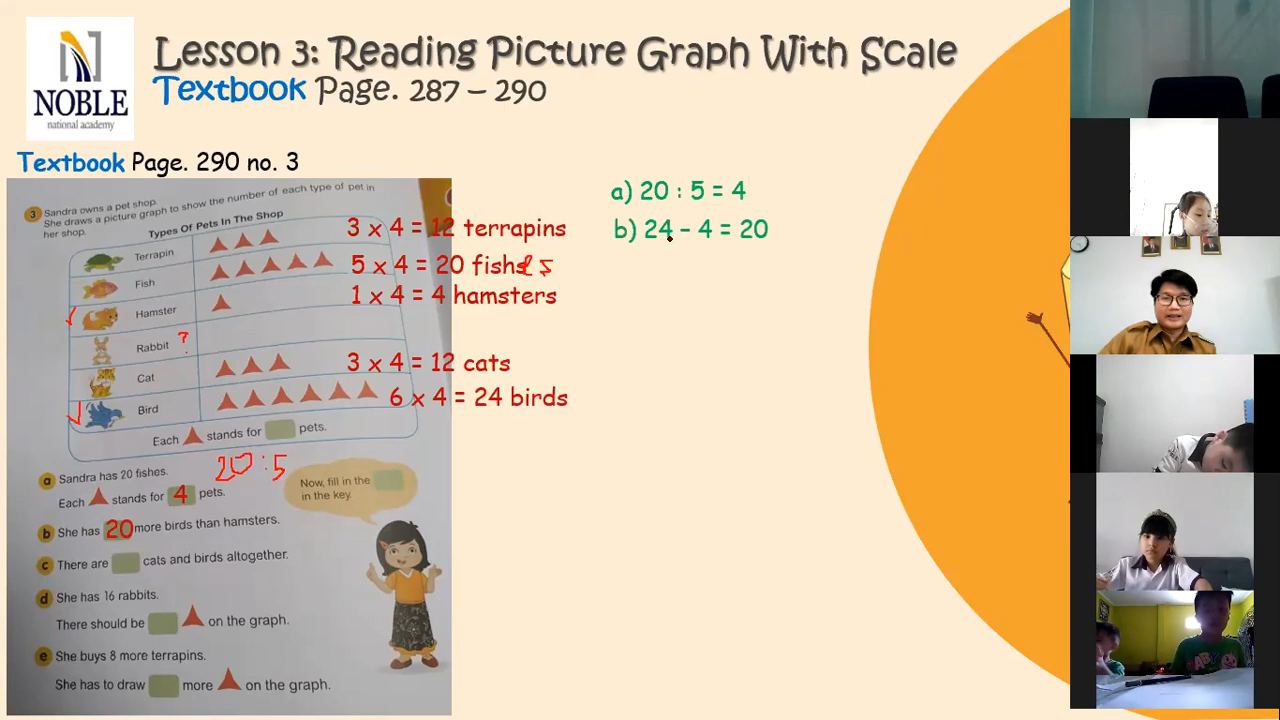 NOBLE
national academy
Lesson 3: Reading Picture Graph With Scale
Textbook Page. 287 – 290
Textbook Page. 290 no. 3
3 Sandra owns a pet shop.
She draws a picture graph to show the number of each type of pet in
her shop.
Types Of Pets In The Shop
Terrapin
3 x 4 = 12 terrapins
Fish
5 x 4 = 20 fishs
Hamster
1 x 4 = 4 hamsters
Rabbit ?
Cat
3 x 4 = 12 cats
Bird
6 x 4 = 24 birds
Each stands for pets.
20 : 5
a Sandra has 20 fishes.
Each stands for 4 pets.
Now, fill in the
in the key.
b She has 20 more birds than hamsters.
c There are cats and birds altogether.
d She has 16 rabbits.
There should be on the graph.
e She buys 8 more terrapins.
She has to draw more on the graph.
a) 20 : 5 = 4
b) 24 – 4 = 20